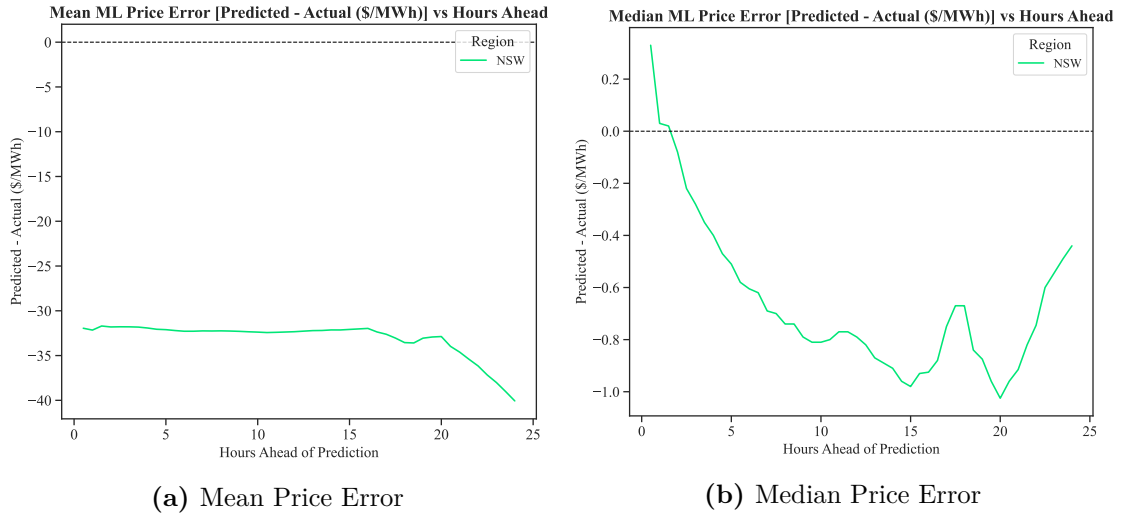 Mean ML Price Error [Predicted - Actual ($/MWh)] vs Hours Ahead
Region
NSW
0
−5
−10
−15
−20
−25
−30
−35
−40
Predicted - Actual ($/MWh)
0
5
10
15
20
25
Hours Ahead of Prediction
(a) Mean Price Error
Median ML Price Error [Predicted - Actual ($/MWh)] vs Hours Ahead
Region
NSW
0.2
0.0
−0.2
−0.4
−0.6
−0.8
−1.0
Predicted - Actual ($/MWh)
0
5
10
15
20
25
Hours Ahead of Prediction
(b) Median Price Error